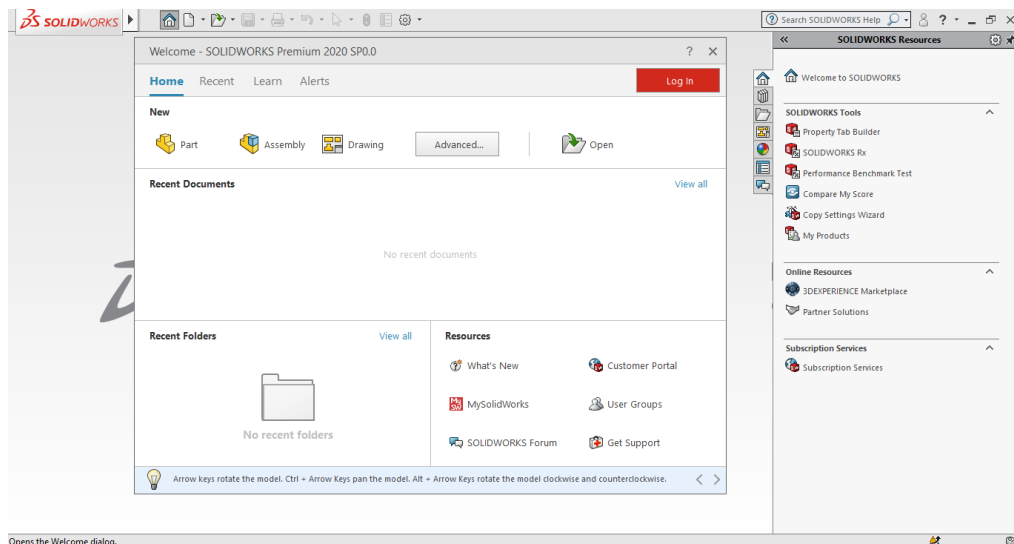 SOLIDWORKS
Search SOLIDWORKS Help
Welcome - SOLIDWORKS Premium 2020 SP0.0
Home Recent Learn Alerts Log In
New
Part Assembly Drawing Advanced... Open
Recent Documents View all
No recent documents
Recent Folders View all
No recent folders
Resources
What's New Customer Portal
MySolidWorks User Groups
SOLIDWORKS Forum Get Support
Arrow keys rotate the model. Ctrl + Arrow Keys pan the model. Alt + Arrow Keys rotate the model clockwise and counterclockwise.
SOLIDWORKS Resources
Welcome to SOLIDWORKS
SOLIDWORKS Tools
Property Tab Builder
SOLIDWORKS Rx
Performance Benchmark Test
Compare My Score
Copy Settings Wizard
My Products
Online Resources
3DEXPERIENCE Marketplace
Partner Solutions
Subscription Services
Subscription Services
Opens the Welcome dialog.